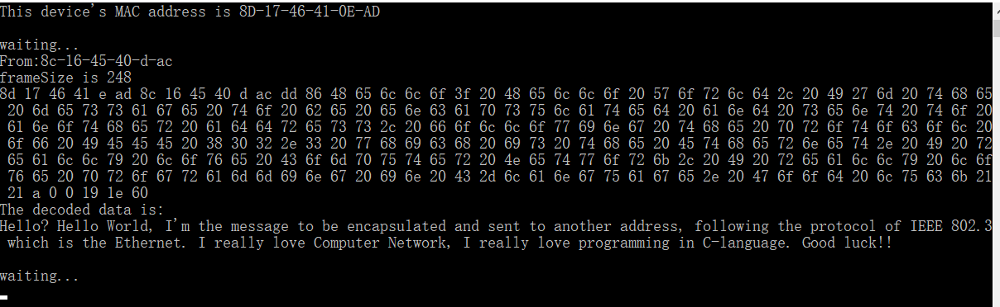 This device's MAC address is 8D-17-46-41-0E-AD
waiting...
From:8c-16-45-40-d-ac
frameSize is 248
8d 17 46 41 e ad 8c 16 45 40 d ac dd 86 48 65 6c 6c 6f 3f 20 48 65 6c 6c 6f 20 57 6f 72 6c 64 2c 20 49 27 6d 20 74 68 65
20 6d 65 73 73 61 67 65 20 74 6f 20 62 65 20 65 6e 63 61 70 73 75 6c 61 74 65 64 20 61 6e 64 20 73 65 6e 74 20 74 6f 20
61 6e 6f 74 68 65 72 20 61 64 64 72 65 73 73 2c 20 66 6f 6c 6c 6f 77 69 6e 67 20 74 68 65 20 70 72 6f 74 6f 63 6f 6c 20
6f 66 20 49 45 45 45 20 38 30 32 2e 33 20 77 68 69 63 68 20 69 73 20 74 68 65 20 45 74 68 65 72 6e 65 74 2e 20 49 20 72
65 61 6c 6c 79 20 6c 6f 76 65 20 43 6f 6d 70 75 74 65 72 20 4e 65 74 77 6f 72 6b 2c 20 49 20 72 65 61 6c 6c 79 20 6c 6f
76 65 20 70 72 6f 67 72 61 6d 6d 69 6e 67 20 69 6e 20 43 2d 6c 61 6e 67 75 61 67 65 2e 20 47 6f 6f 64 20 6c 75 63 6b 21
21 a 0 0 19 1e 60
The decoded data is:
Hello? Hello World, I'm the message to be encapsulated and sent to another address, following the protocol of IEEE 802.3
which is the Ethernet. I really love Computer Network, I really love programming in C-language. Good luck!!
waiting...